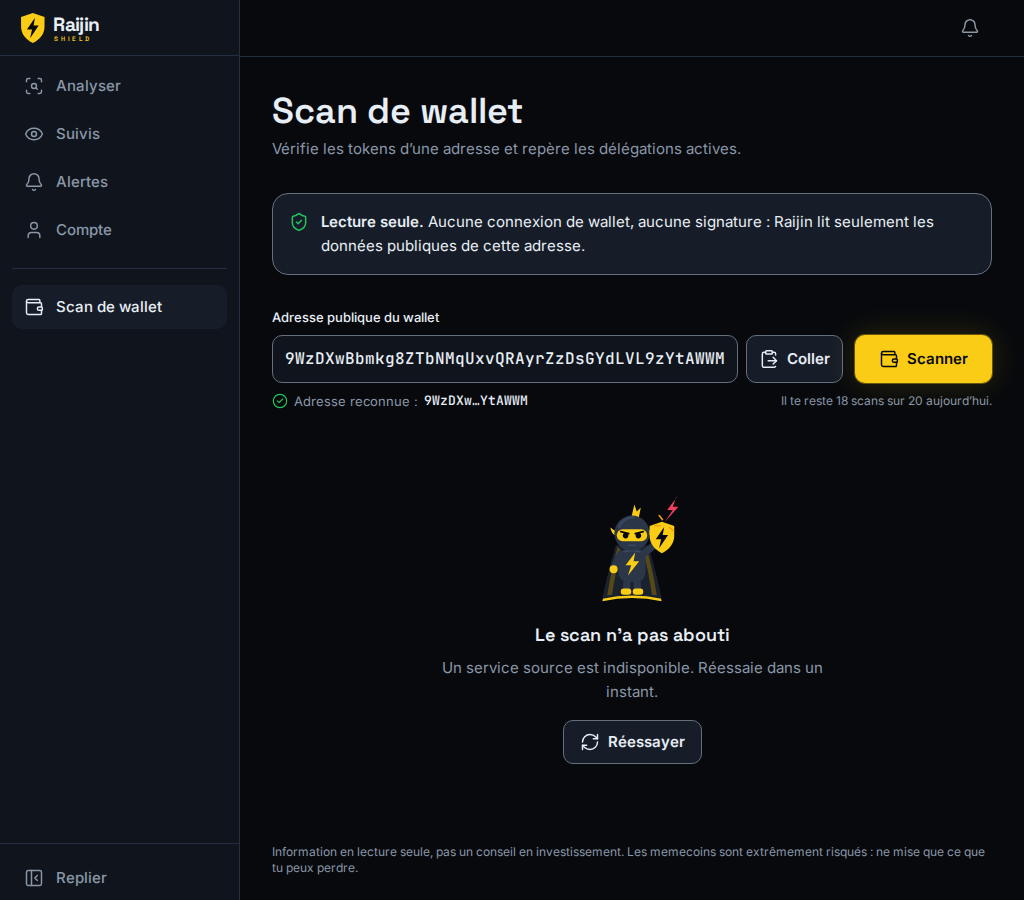 Raijin
SHIELD
Analyser
Suivis
Alertes
Compte
Scan de wallet
Replier
Scan de wallet
Vérifie les tokens d’une adresse et repère les délégations actives.
Lecture seule. Aucune connexion de wallet, aucune signature : Raijin lit seulement les
données publiques de cette adresse.
Adresse publique du wallet
9WzDXwBbmkg8ZTbNMqUxvQRAyrZzDsGYdLVL9zYtAWWM
Coller
Scanner
Adresse reconnue : 9WzDXw…YtAWWM
Il te reste 18 scans sur 20 aujourd’hui.
Le scan n’a pas abouti
Un service source est indisponible. Réessaie dans un
instant.
Réessayer
Information en lecture seule, pas un conseil en investissement. Les memecoins sont extrêmement risqués : ne mise que ce que
tu peux perdre.